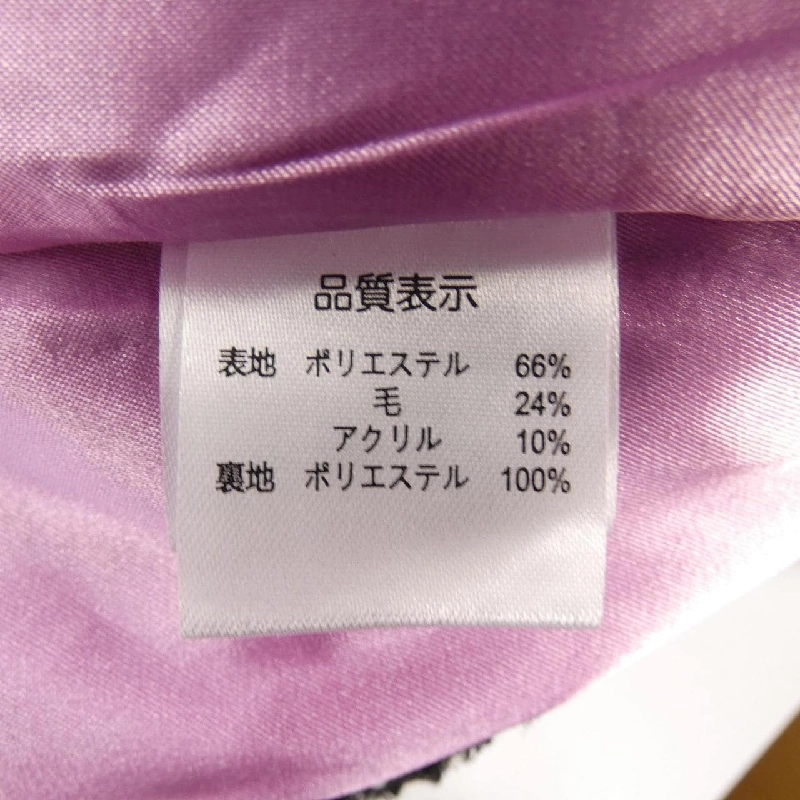 品質表示
表地 ポリエステル 66%
毛 24%
アクリル 10%
裏地 ポリエステル 100%